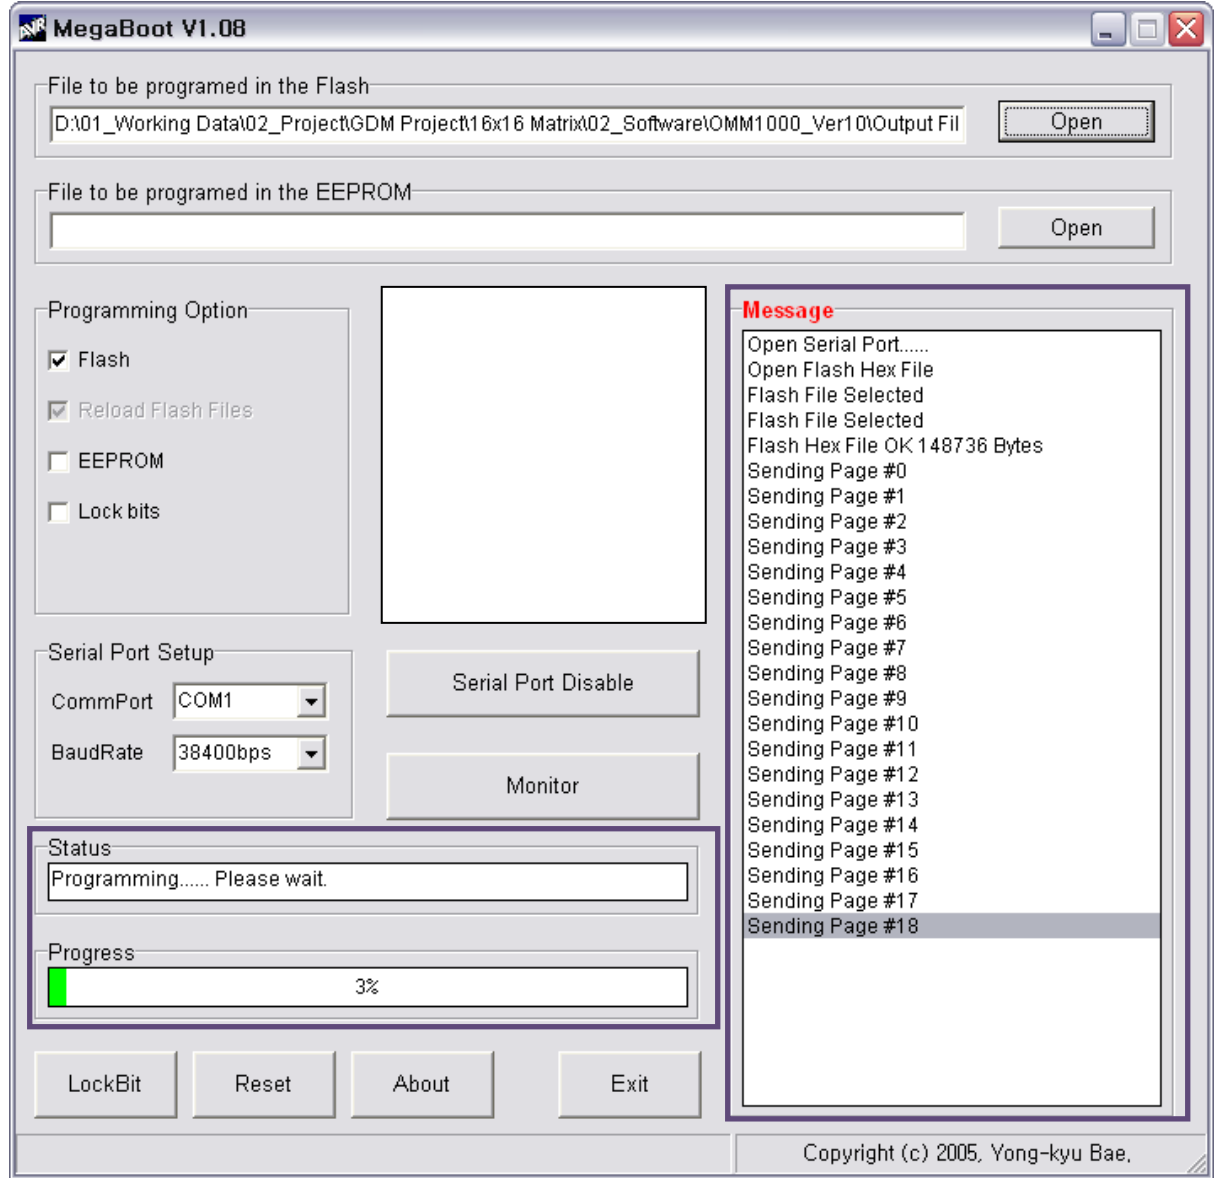 AVR MegaBoot V1.08
File to be programed in the Flash
D:\01_Working Data\02_Project\GDM Project\16x16 Matrix\02_Software\OMM1000_Ver10\Output Fil
Open
File to be programed in the EEPROM
Open
Programming Option
Flash
Reload Flash Files
EEPROM
Lock bits
Serial Port Setup
CommPort COM1
BaudRate 38400bps
Serial Port Disable
Monitor
Status
Programming...... Please wait.
Progress
3%
LockBit Reset About Exit
Message
Open Serial Port......
Open Flash Hex File
Flash File Selected
Flash File Selected
Flash Hex File OK 148736 Bytes
Sending Page #0
Sending Page #1
Sending Page #2
Sending Page #3
Sending Page #4
Sending Page #5
Sending Page #6
Sending Page #7
Sending Page #8
Sending Page #9
Sending Page #10
Sending Page #11
Sending Page #12
Sending Page #13
Sending Page #14
Sending Page #15
Sending Page #16
Sending Page #17
Sending Page #18
Copyright (c) 2005, Yong-kyu Bae,